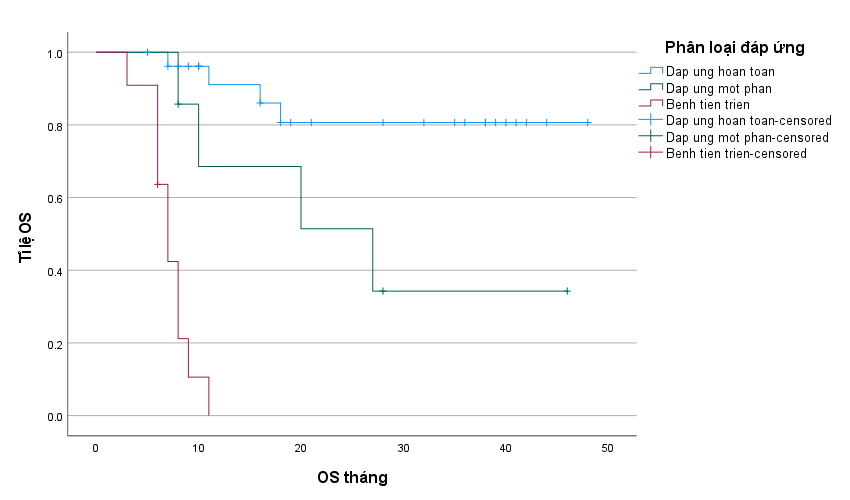 Phân loại đáp ứng
Dap ung hoan toan
Dap ung mot phan
Benh tien trien
Dap ung hoan toan-censored
Dap ung mot phan-censored
Benh tien trien-censored
1.0
0.8
0.6
0.4
0.2
0.0
Tỉ lệ OS
0 10 20 30 40 50
OS tháng